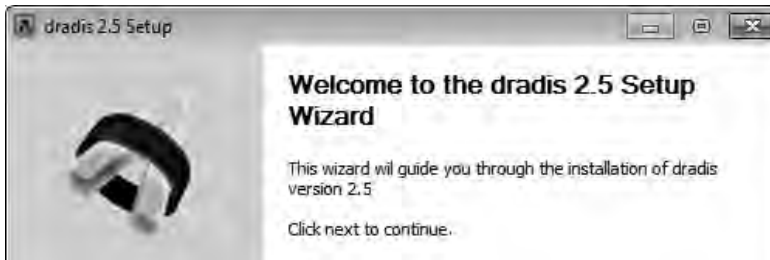 dradis 2.5 Setup
Welcome to the dradis 2.5 Setup
Wizard
This wizard wil guide you through the installation of dradis
version 2.5
Click next to continue.